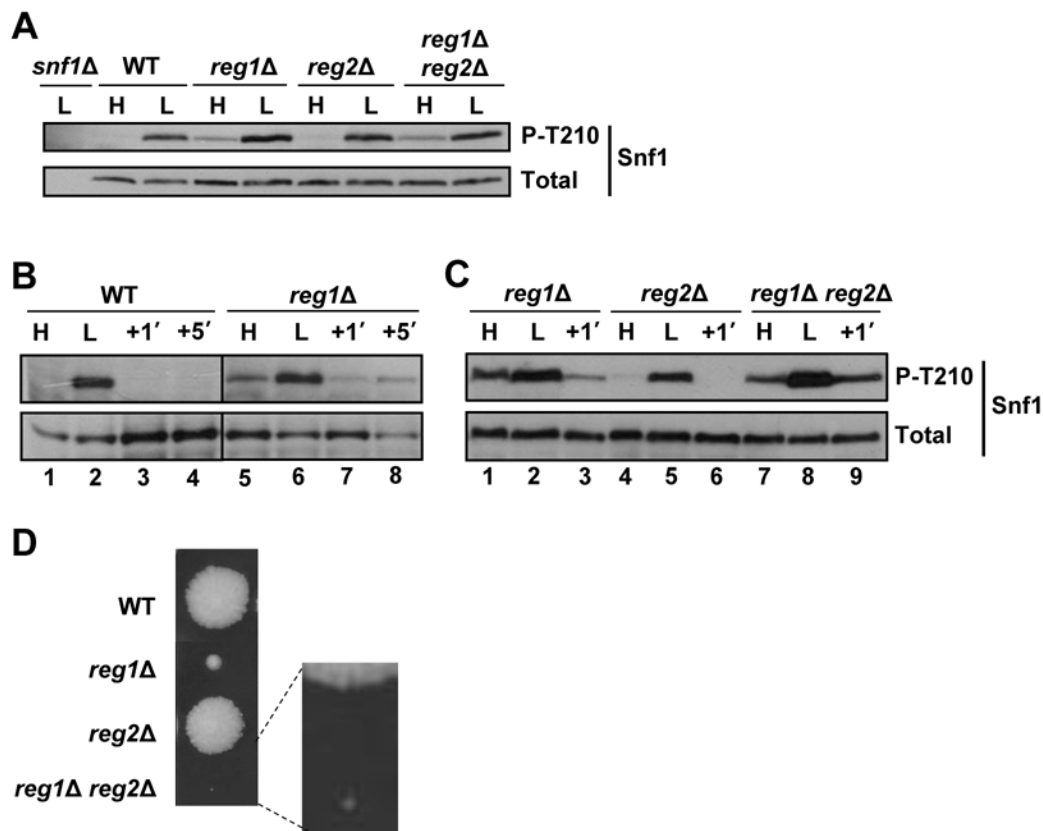 A
reg1Δ
snf1Δ WT reg1Δ reg2Δ reg2Δ
L H L H L H L H L
P-T210
Snf1
Total
B
WT reg1Δ
H L +1′ +5′ H L +1′ +5′
1 2 3 4 5 6 7 8
C
reg1Δ reg2Δ reg1Δ reg2Δ
H L +1′ H L +1′ H L +1′
P-T210
Snf1
Total
1 2 3 4 5 6 7 8 9
D
WT
reg1Δ
reg2Δ
reg1Δ reg2Δ